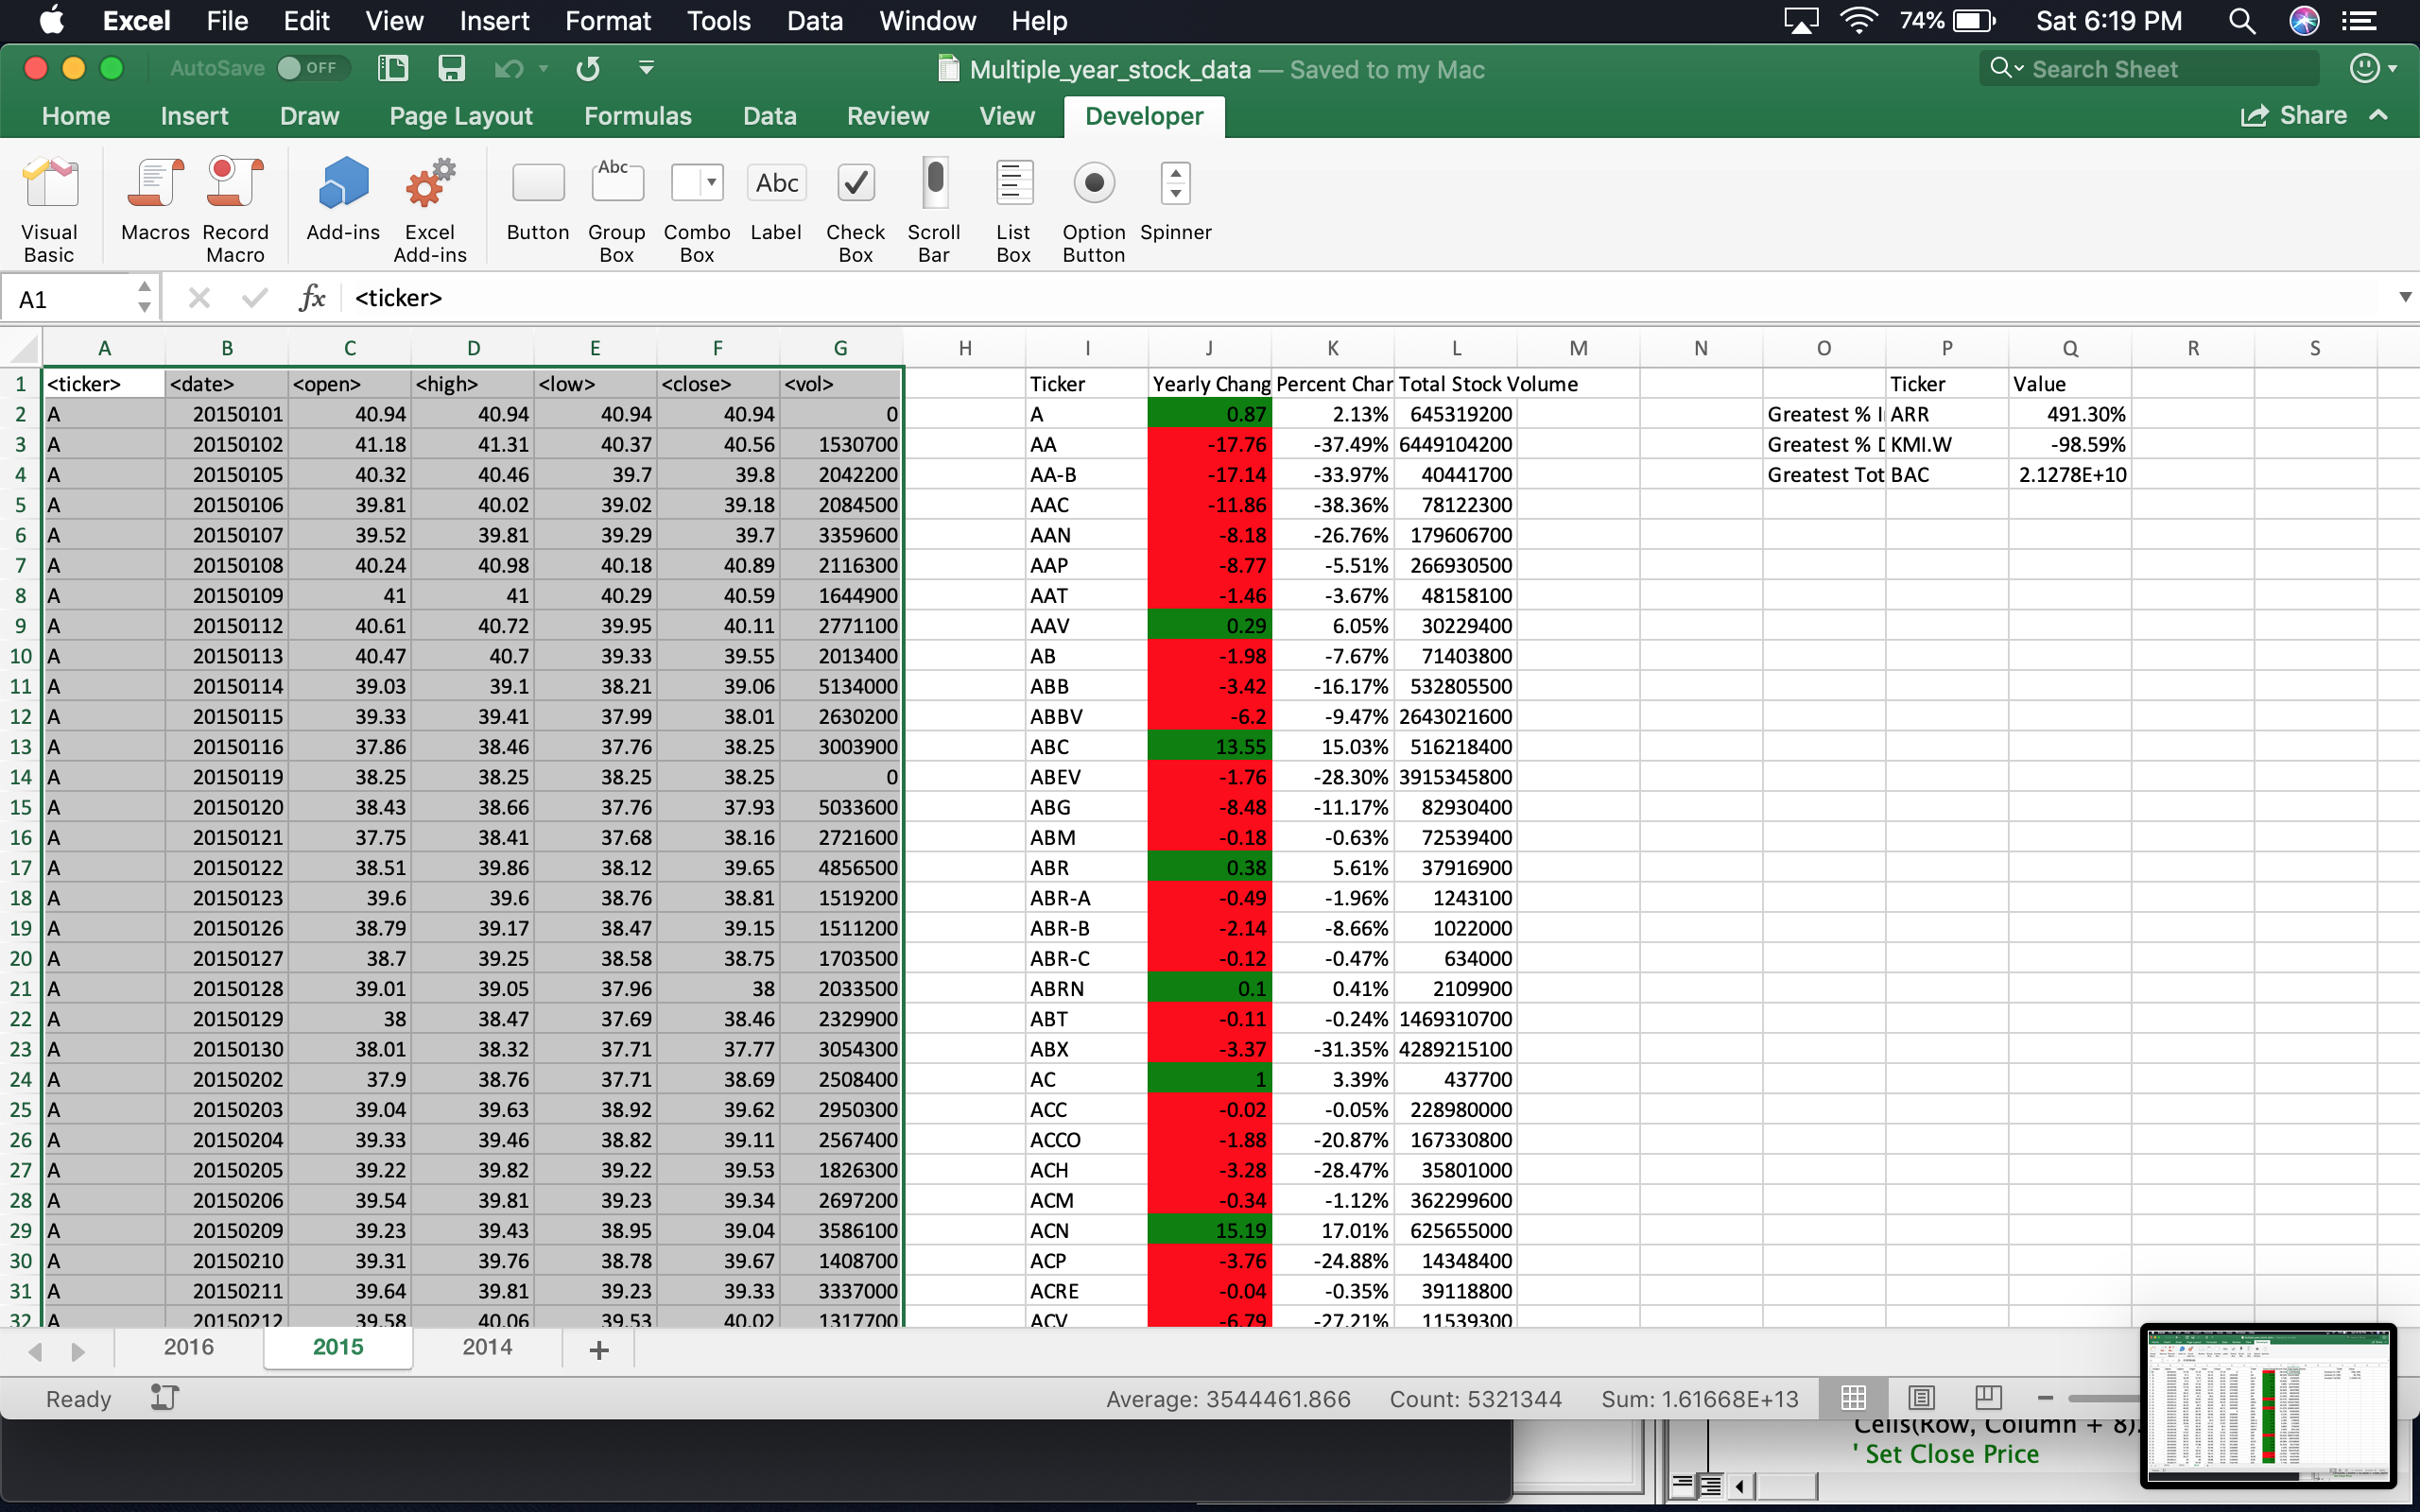 Excel File Edit View Insert Format Tools Data Window Help 74% Sat 6:19 PM
AutoSave OFF Multiple_year_stock_data — Saved to my Mac Search Sheet
Home Insert Draw Page Layout Formulas Data Review View Developer Share
Visual Basic Macros Record Macro Add-ins Excel Add-ins Button Group Box Combo Box Label Check Box Scroll Bar List Box Option Button Spinner
Abc Abc
A1 fx <ticker>
A B C D E F G H I J K L M N O P Q R S
1 <ticker> <date> <open> <high> <low> <close> <vol> Ticker Yearly Chang Percent Char Total Stock Volume Ticker Value
2 A 20150101 40.94 40.94 40.94 40.94 0 A 0.87 2.13% 645319200 Greatest % I ARR 491.30%
3 A 20150102 41.18 41.31 40.37 40.56 1530700 AA -17.76 -37.49% 6449104200 Greatest % D KMI.W -98.59%
4 A 20150105 40.32 40.46 39.7 39.8 2042200 AA-B -17.14 -33.97% 40441700 Greatest Tot BAC 2.1278E+10
5 A 20150106 39.81 40.02 39.02 39.18 2084500 AAC -11.86 -38.36% 78122300
6 A 20150107 39.52 39.81 39.29 39.7 3359600 AAN -8.18 -26.76% 179606700
7 A 20150108 40.24 40.98 40.18 40.89 2116300 AAP -8.77 -5.51% 266930500
8 A 20150109 41 41 40.29 40.59 1644900 AAT -1.46 -3.67% 48158100
9 A 20150112 40.61 40.72 39.95 40.11 2771100 AAV 0.29 6.05% 30229400
10 A 20150113 40.47 40.7 39.33 39.55 2013400 AB -1.98 -7.67% 71403800
11 A 20150114 39.03 39.1 38.21 39.06 5134000 ABB -3.42 -16.17% 532805500
12 A 20150115 39.33 39.41 37.99 38.01 2630200 ABBV -6.2 -9.47% 2643021600
13 A 20150116 37.86 38.46 37.76 38.25 3003900 ABC 13.55 15.03% 516218400
14 A 20150119 38.25 38.25 38.25 38.25 0 ABEV -1.76 -28.30% 3915345800
15 A 20150120 38.43 38.66 37.76 37.93 5033600 ABG -8.48 -11.17% 82930400
16 A 20150121 37.75 38.41 37.68 38.16 2721600 ABM -0.18 -0.63% 72539400
17 A 20150122 38.51 39.86 38.12 39.65 4856500 ABR 0.38 5.61% 37916900
18 A 20150123 39.6 39.6 38.76 38.81 1519200 ABR-A -0.49 -1.96% 1243100
19 A 20150126 38.79 39.17 38.47 39.15 1511200 ABR-B -2.14 -8.66% 1022000
20 A 20150127 38.7 39.25 38.58 38.75 1703500 ABR-C -0.12 -0.47% 634000
21 A 20150128 39.01 39.05 37.96 38 2033500 ABRN 0.1 0.41% 2109900
22 A 20150129 38 38.47 37.69 38.46 2329900 ABT -0.11 -0.24% 1469310700
23 A 20150130 38.01 38.32 37.71 37.77 3054300 ABX -3.37 -31.35% 4289215100
24 A 20150202 37.9 38.76 37.71 38.69 2508400 AC 1 3.39% 437700
25 A 20150203 39.04 39.63 38.92 39.62 2950300 ACC -0.02 -0.05% 228980000
26 A 20150204 39.33 39.46 38.82 39.11 2567400 ACCO -1.88 -20.87% 167330800
27 A 20150205 39.22 39.82 39.22 39.53 1826300 ACH -3.28 -28.47% 35801000
28 A 20150206 39.54 39.81 39.23 39.34 2697200 ACM -0.34 -1.12% 362299600
29 A 20150209 39.23 39.43 38.95 39.04 3586100 ACN 15.19 17.01% 625655000
30 A 20150210 39.31 39.76 38.78 39.67 1408700 ACP -3.76 -24.88% 14348400
31 A 20150211 39.64 39.81 39.23 39.33 3337000 ACRE -0.04 -0.35% 39118800
32 A 20150212 39.58 40.06 39.53 40.02 1317700 ACV -6.79 -27.21% 11539300
2016 2015 2014 +
Ready Average: 3544461.866 Count: 5321344 Sum: 1.61668E+13
Cells(Row, Column + 8).
' Set Close Price